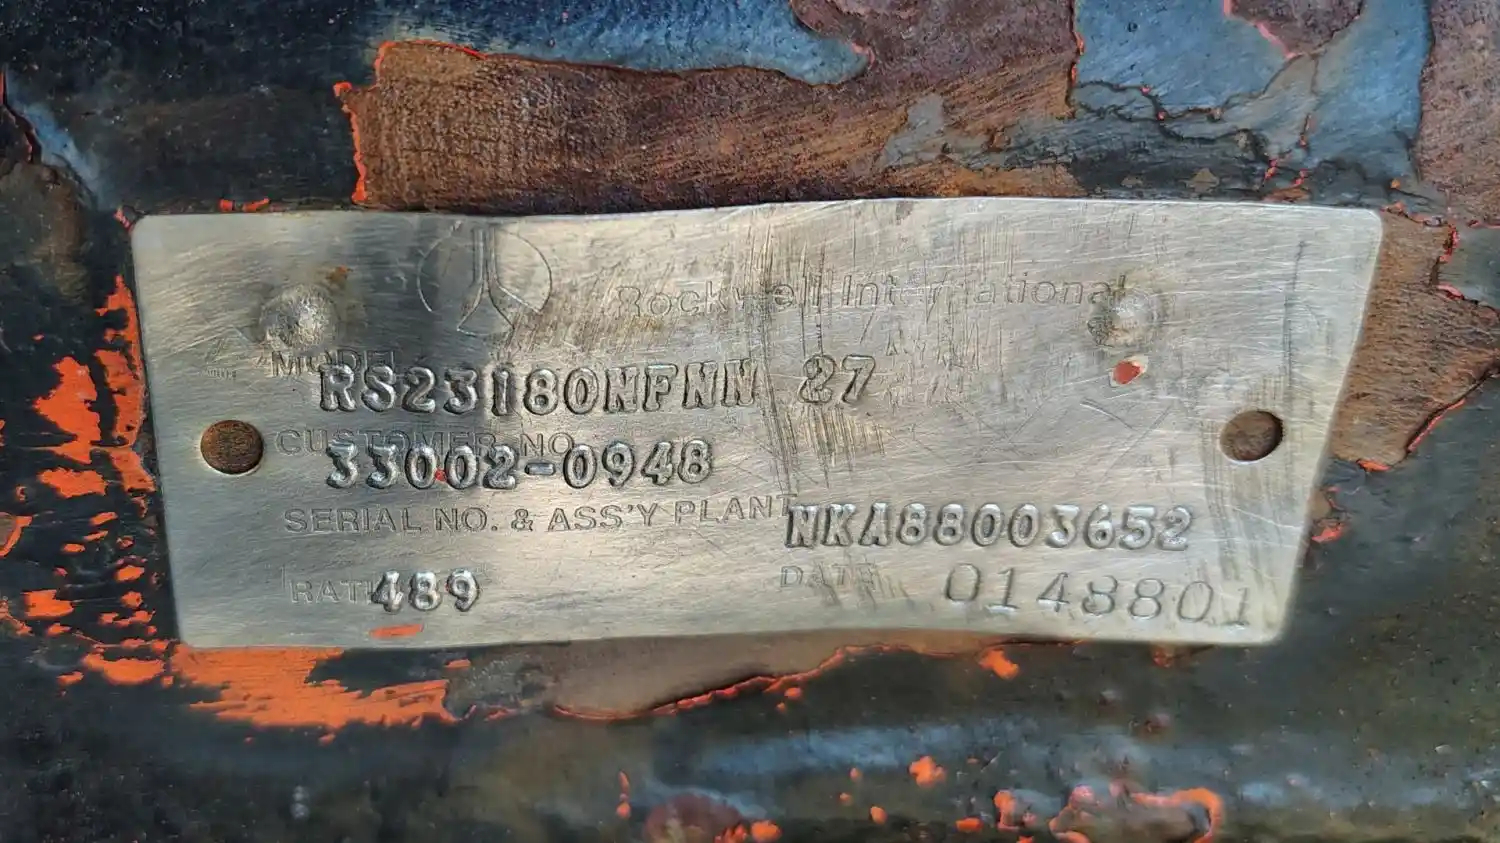 Rockwell International
MODEL
RS23180NFNN 27
CUSTOMER NO.
33002-0948
SERIAL NO. & ASS'Y PLANT NKA88003652
RATIO 489 DATE 0148801